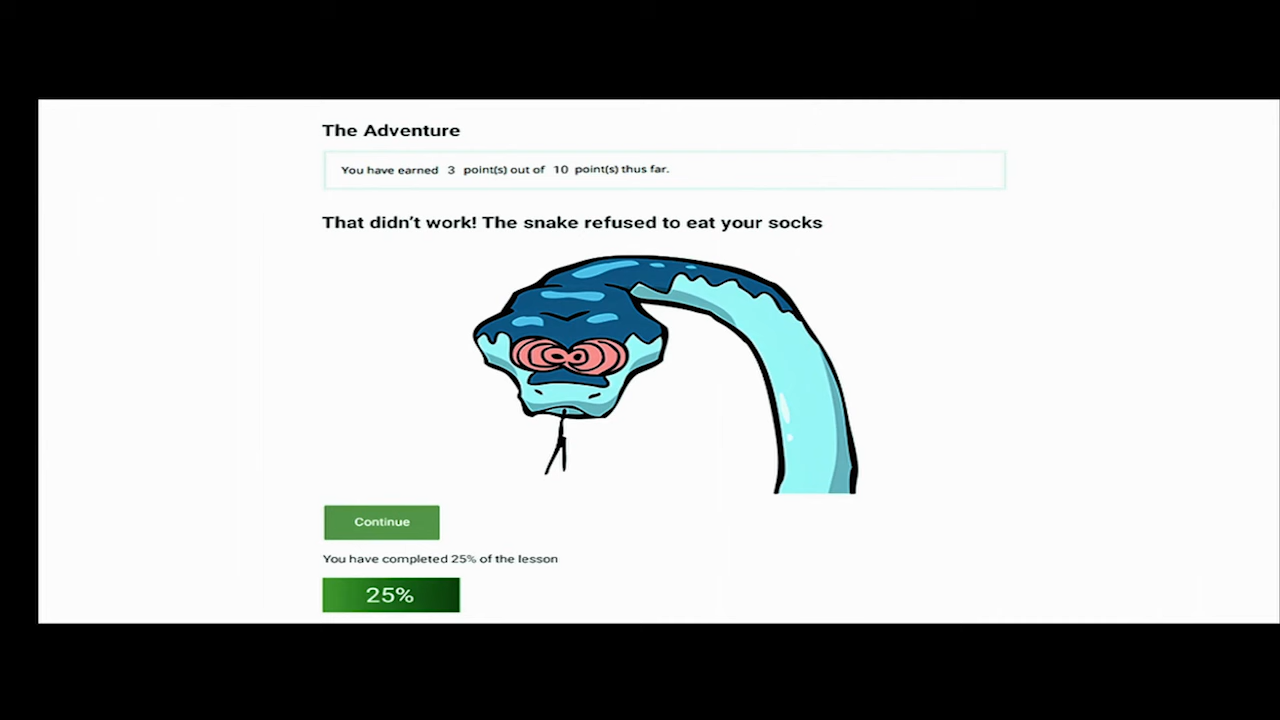 The Adventure
You have earned 3 point(s) out of 10 point(s) thus far.
That didn't work! The snake refused to eat your socks
Continue
You have completed 25% of the lesson
25%